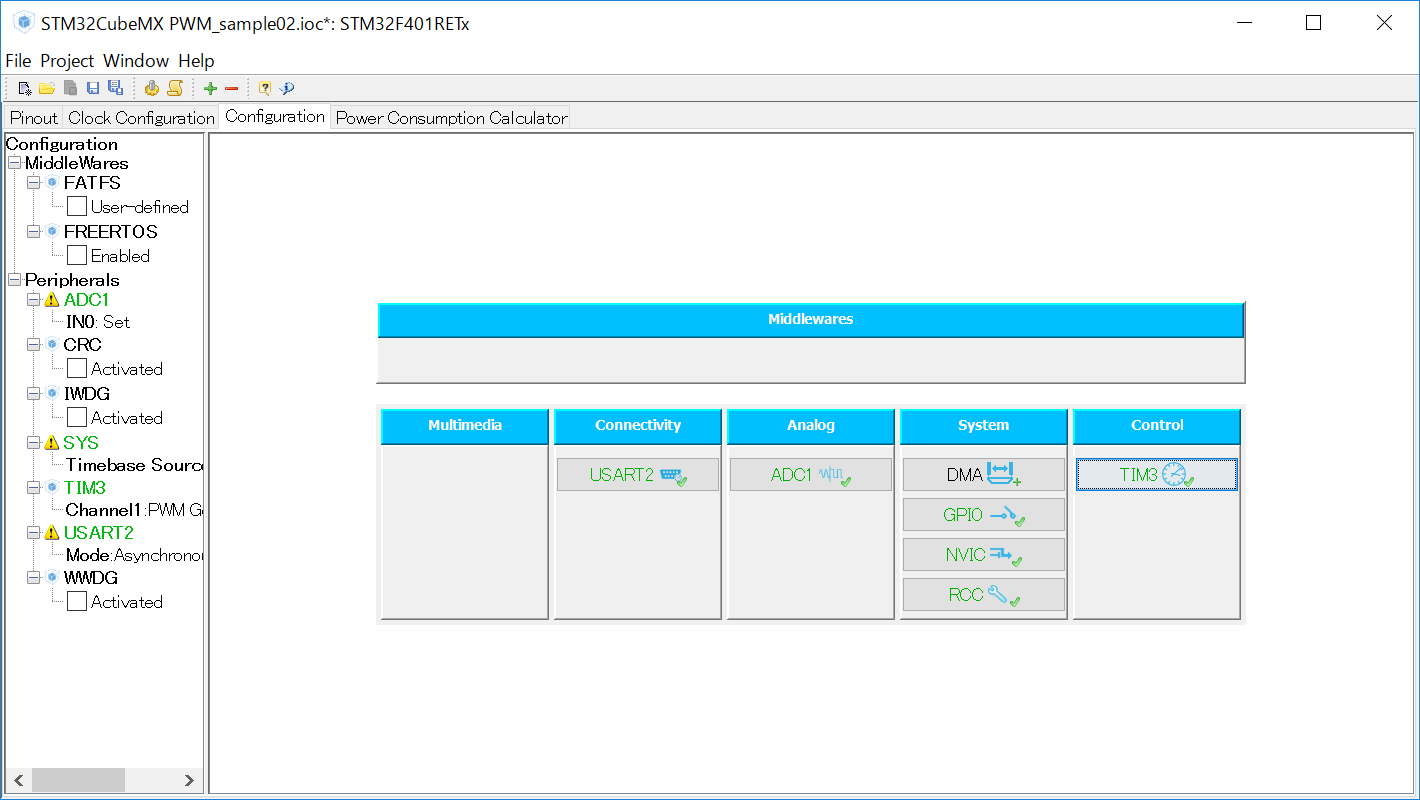 STM32CubeMX PWM_sample02.ioc*: STM32F401RETx
File Project Window Help
Pinout Clock Configuration Configuration Power Consumption Calculator
Configuration
MiddleWares
FATFS
User-defined
FREERTOS
Enabled
Peripherals
ADC1
IN0: Set
CRC
Activated
IWDG
Activated
SYS
Timebase Source
TIM3
Channel1:PWM G
USART2
Mode:Asynchrono
WWDG
Activated
Middlewares
Multimedia Connectivity Analog System Control
USART2 ADC1 DMA TIM3
GPIO
NVIC
RCC